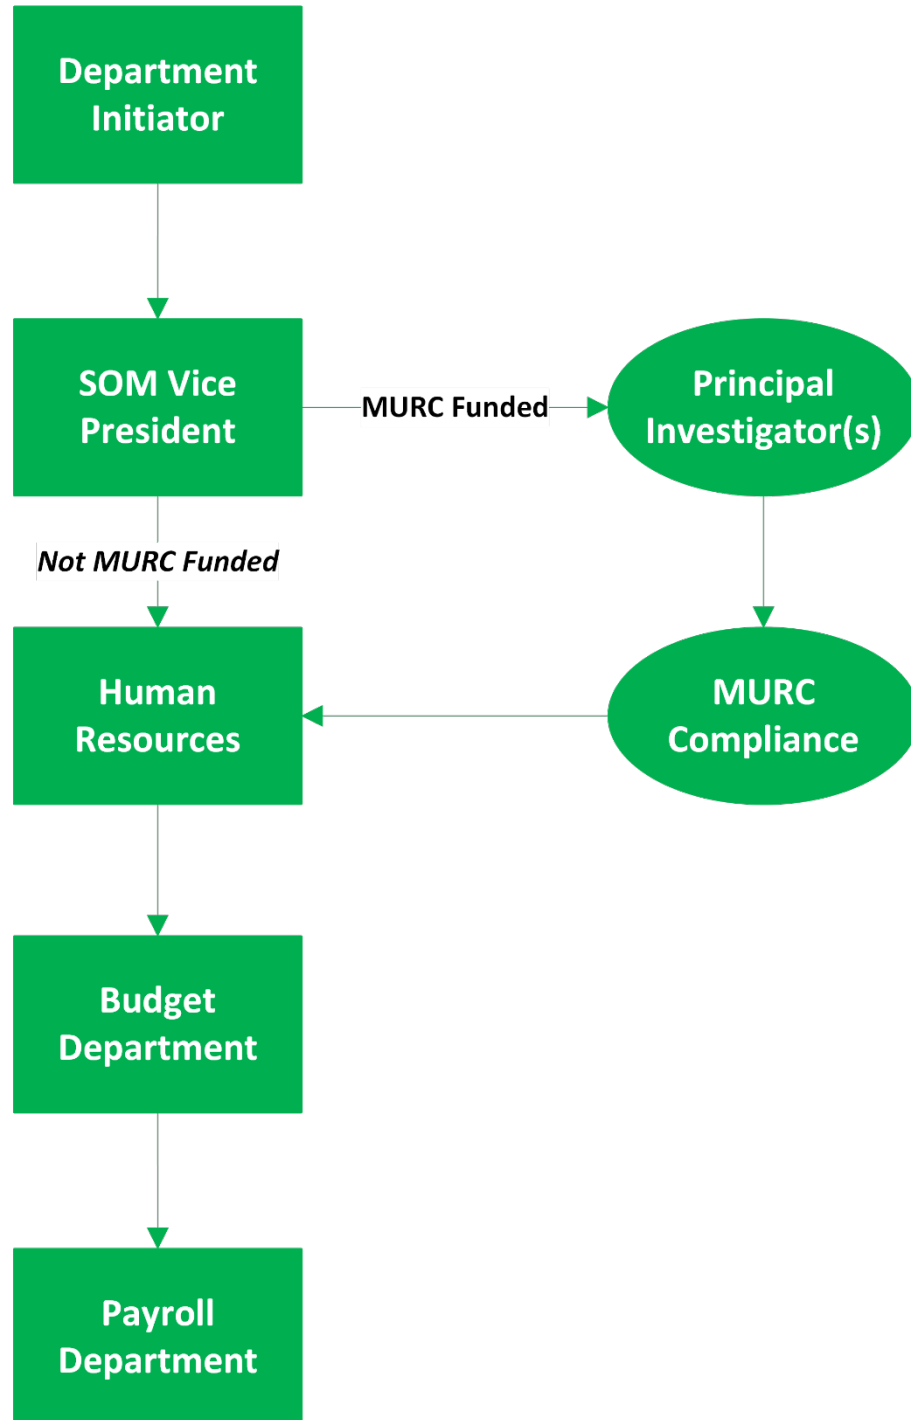 Department
Initiator
SOM Vice
President
MURC Funded
Principal
Investigator(s)
Not MURC Funded
Human
Resources
MURC
Compliance
Budget
Department
Payroll
Department